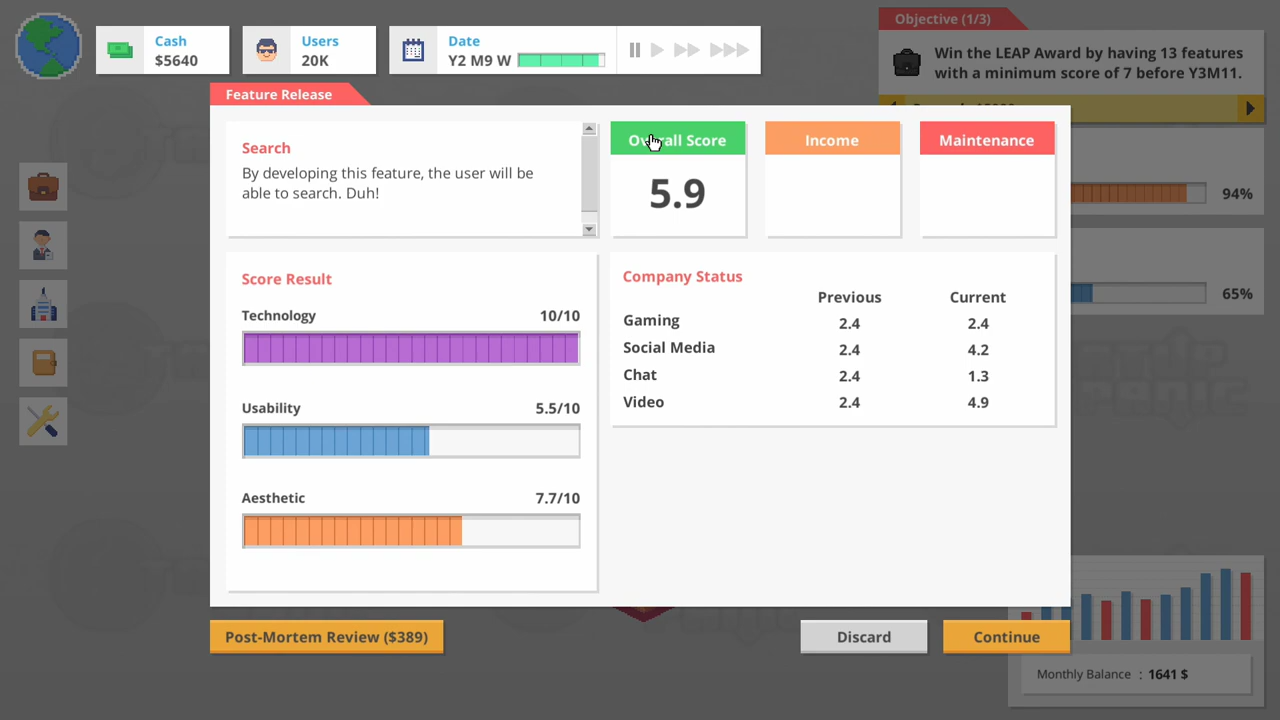 Cash
$5640
Users
20K
Date
Y2 M9 W
Objective (1/3)
Win the LEAP Award by having 13 features
with a minimum score of 7 before Y3M11.
Feature Release
Search
By developing this feature, the user will be
able to search. Duh!
Overall Score
5.9
Income
Maintenance
94%
65%
Score Result
Technology 10/10
Usability 5.5/10
Aesthetic 7.7/10
Company Status
Previous Current
Gaming 2.4 2.4
Social Media 2.4 4.2
Chat 2.4 1.3
Video 2.4 4.9
Post-Mortem Review ($389)
Discard
Continue
Monthly Balance : 1641 $